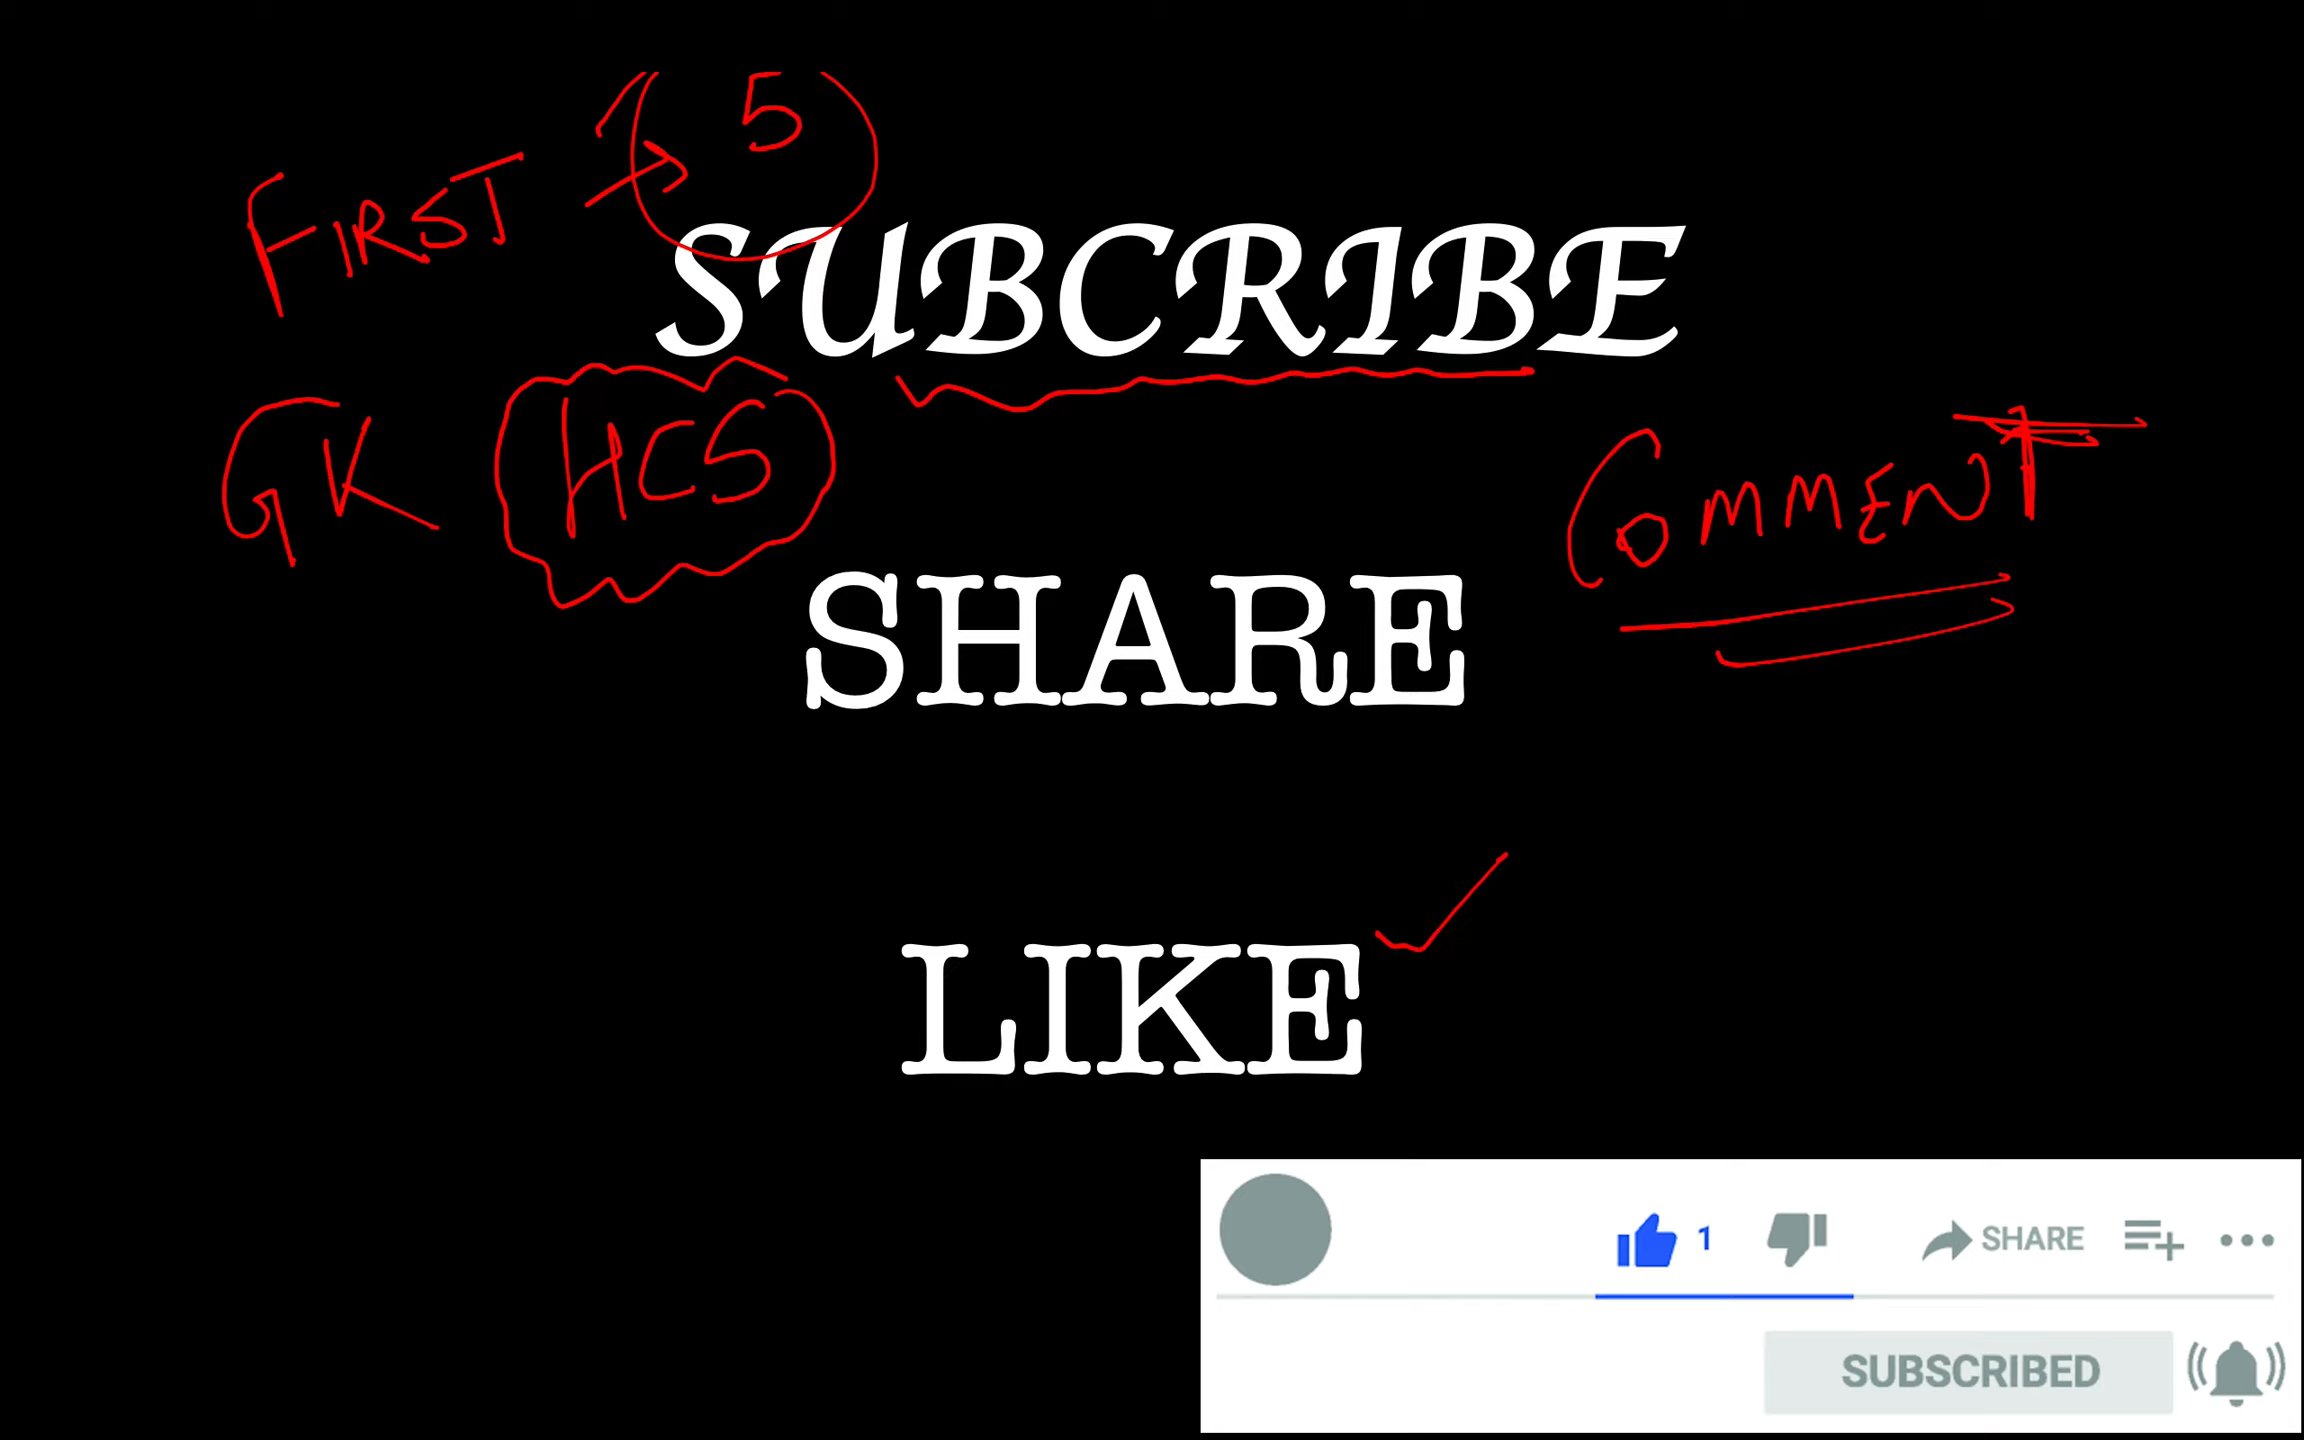 FIRST → 5
SUBCRIBE
GK HCS
COMMENT
SHARE
LIKE
1 SHARE
SUBSCRIBED